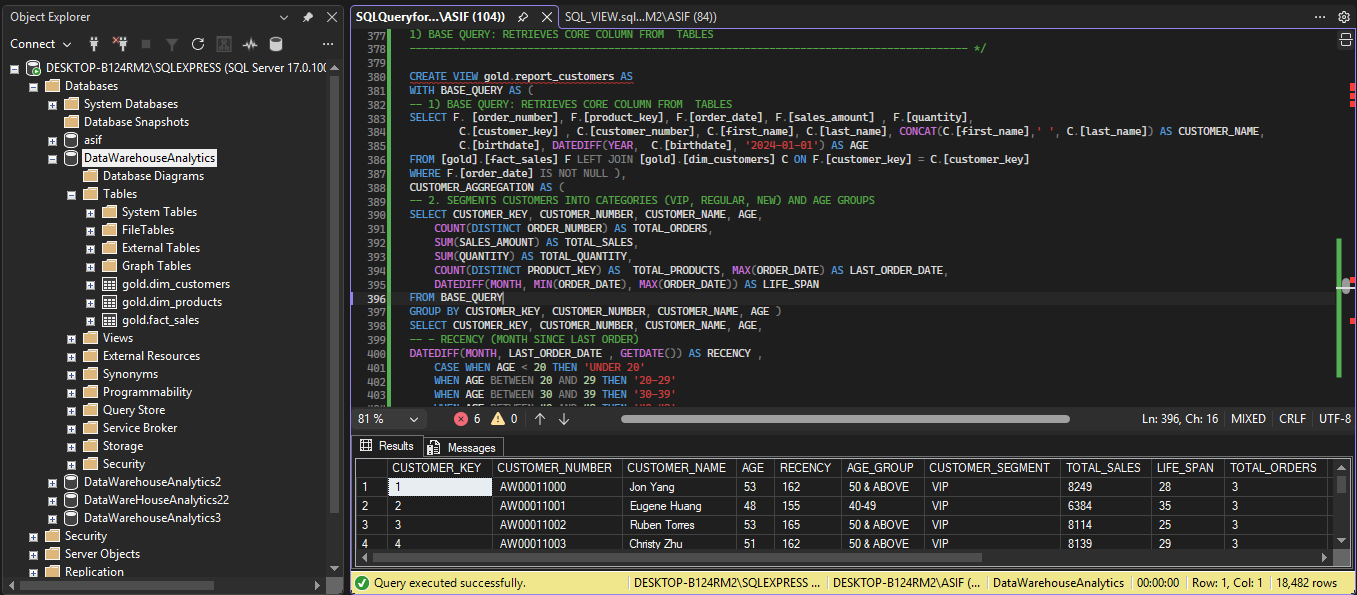 Object Explorer
Connect
DESKTOP-B124RM2\SQLEXPRESS (SQL Server 17.0.100
Databases
System Databases
Database Snapshots
asif
DataWarehouseAnalytics
Database Diagrams
Tables
System Tables
FileTables
External Tables
Graph Tables
gold.dim_customers
gold.dim_products
gold.fact_sales
Views
External Resources
Synonyms
Programmability
Query Store
Service Broker
Storage
Security
DataWarehouseAnalytics2
DataWareHouseAnalytics22
DataWarehouseAnalytics3
Security
Server Objects
Replication
SQLQueryfor...\ASIF (104)) SQL_VIEW.sql...M2\ASIF (84))
377 1) BASE QUERY: RETRIEVES CORE COLUMN FROM  TABLES
378 ------------------------------------------------------------------------------------------ */
379
380 CREATE VIEW gold.report_customers AS
381 WITH BASE_QUERY AS (
382 -- 1) BASE QUERY: RETRIEVES CORE COLUMN FROM  TABLES
383 SELECT F. [order_number], F.[product_key], F.[order_date], F.[sales_amount] , F.[quantity],
384 C.[customer_key] , C.[customer_number], C.[first_name], C.[last_name], CONCAT(C.[first_name],' ', C.[last_name]) AS CUSTOMER_NAME,
385 C.[birthdate], DATEDIFF(YEAR,  C.[birthdate], '2024-01-01') AS AGE
386 FROM [gold].[fact_sales] F LEFT JOIN [gold].[dim_customers] C ON F.[customer_key] = C.[customer_key]
387 WHERE F.[order_date] IS NOT NULL ),
388 CUSTOMER_AGGREGATION AS (
389 -- 2. SEGMENTS CUSTOMERS INTO CATEGORIES (VIP, REGULAR, NEW) AND AGE GROUPS
390 SELECT CUSTOMER_KEY, CUSTOMER_NUMBER, CUSTOMER_NAME, AGE,
391 COUNT(DISTINCT ORDER_NUMBER) AS TOTAL_ORDERS,
392 SUM(SALES_AMOUNT) AS TOTAL_SALES,
393 SUM(QUANTITY) AS TOTAL_QUANTITY,
394 COUNT(DISTINCT PRODUCT_KEY) AS  TOTAL_PRODUCTS, MAX(ORDER_DATE) AS LAST_ORDER_DATE,
395 DATEDIFF(MONTH, MIN(ORDER_DATE), MAX(ORDER_DATE)) AS LIFE_SPAN
396 FROM BASE_QUERY
397 GROUP BY CUSTOMER_KEY, CUSTOMER_NUMBER, CUSTOMER_NAME, AGE )
398 SELECT CUSTOMER_KEY, CUSTOMER_NUMBER, CUSTOMER_NAME, AGE,
399 -- - RECENCY (MONTH SINCE LAST ORDER)
400 DATEDIFF(MONTH, LAST_ORDER_DATE , GETDATE()) AS RECENCY ,
401 CASE WHEN AGE < 20 THEN 'UNDER 20'
402 WHEN AGE BETWEEN 20 AND 29 THEN '20-29'
403 WHEN AGE BETWEEN 30 AND 39 THEN '30-39'
81 % 6 0 Ln: 396, Ch: 16 MIXED CRLF UTF-8
Results Messages
CUSTOMER_KEY CUSTOMER_NUMBER CUSTOMER_NAME AGE RECENCY AGE_GROUP CUSTOMER_SEGMENT TOTAL_SALES LIFE_SPAN TOTAL_ORDERS
1 1 AW00011000 Jon Yang 53 162 50 & ABOVE VIP 8249 28 3
2 2 AW00011001 Eugene Huang 48 155 40-49 VIP 6384 35 3
3 3 AW00011002 Ruben Torres 53 165 50 & ABOVE VIP 8114 25 3
4 4 AW00011003 Christy Zhu 51 162 50 & ABOVE VIP 8139 29 3
Query executed successfully. DESKTOP-B124RM2\SQLEXPRESS ... DESKTOP-B124RM2\ASIF (... DataWarehouseAnalytics 00:00:00 Row: 1, Col: 1 18,482 rows